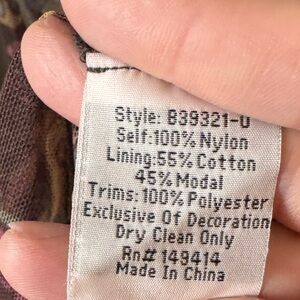 Style: B39321-U
Self:100% Nylon
Lining:55% Cotton
45% Modal
Trims:100% Polyester
Exclusive Of Decoration
Dry Clean Only
Rn# 149414
Made In China